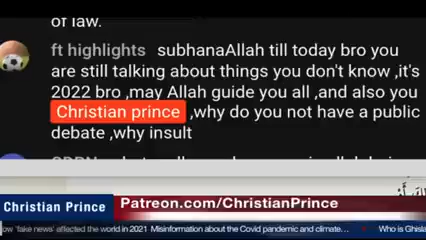 of law.
ft highlights subhanaAllah till today bro you
are still talking about things you don't know ,it's
2022 bro ,may Allah guide you all ,and also you
Christian prince ,why do you not have a public
debate ,why insult
Christian Prince
Patreon.com/ChristianPrince
ow 'fake news' affected the world in 2021 Misinformation about the Covid pandemic and climate...
Who is Ghisla